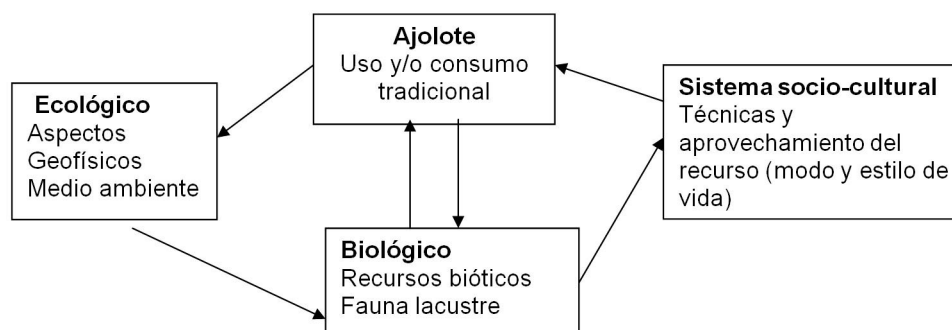 Ajolote
Uso y/o consumo
tradicional
Ecológico
Aspectos
Geofísicos
Medio ambiente
Sistema socio-cultural
Técnicas y
aprovechamiento del
recurso (modo y estilo de
vida)
Biológico
Recursos bióticos
Fauna lacustre